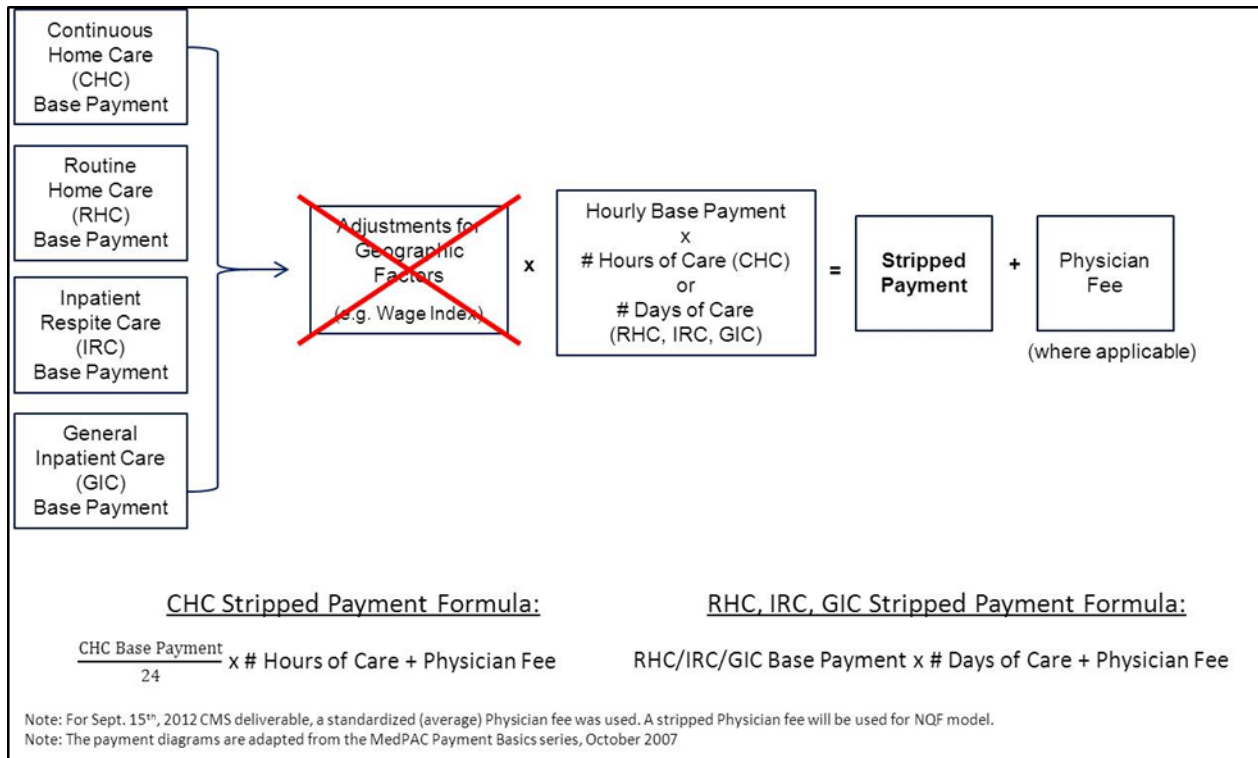 Continuous
Home Care
(CHC)
Base Payment
Routine
Home Care
(RHC)
Base Payment
Inpatient
Respite Care
(IRC)
Base Payment
General
Inpatient Care
(GIC)
Base Payment
Adjustments for
Geographic
Factors
(e.g. Wage Index)
x
Hourly Base Payment
x
# Hours of Care (CHC)
or
# Days of Care
(RHC, IRC, GIC)
=
Stripped
Payment
+
Physician
Fee
(where applicable)
CHC Stripped Payment Formula:
CHC Base Payment
24
x # Hours of Care + Physician Fee
RHC, IRC, GIC Stripped Payment Formula:
RHC/IRC/GIC Base Payment x # Days of Care + Physician Fee
Note: For Sept. 15th, 2012 CMS deliverable, a standardized (average) Physician fee was used. A stripped Physician fee will be used for NQF model.
Note: The payment diagrams are adapted from the MedPAC Payment Basics series, October 2007